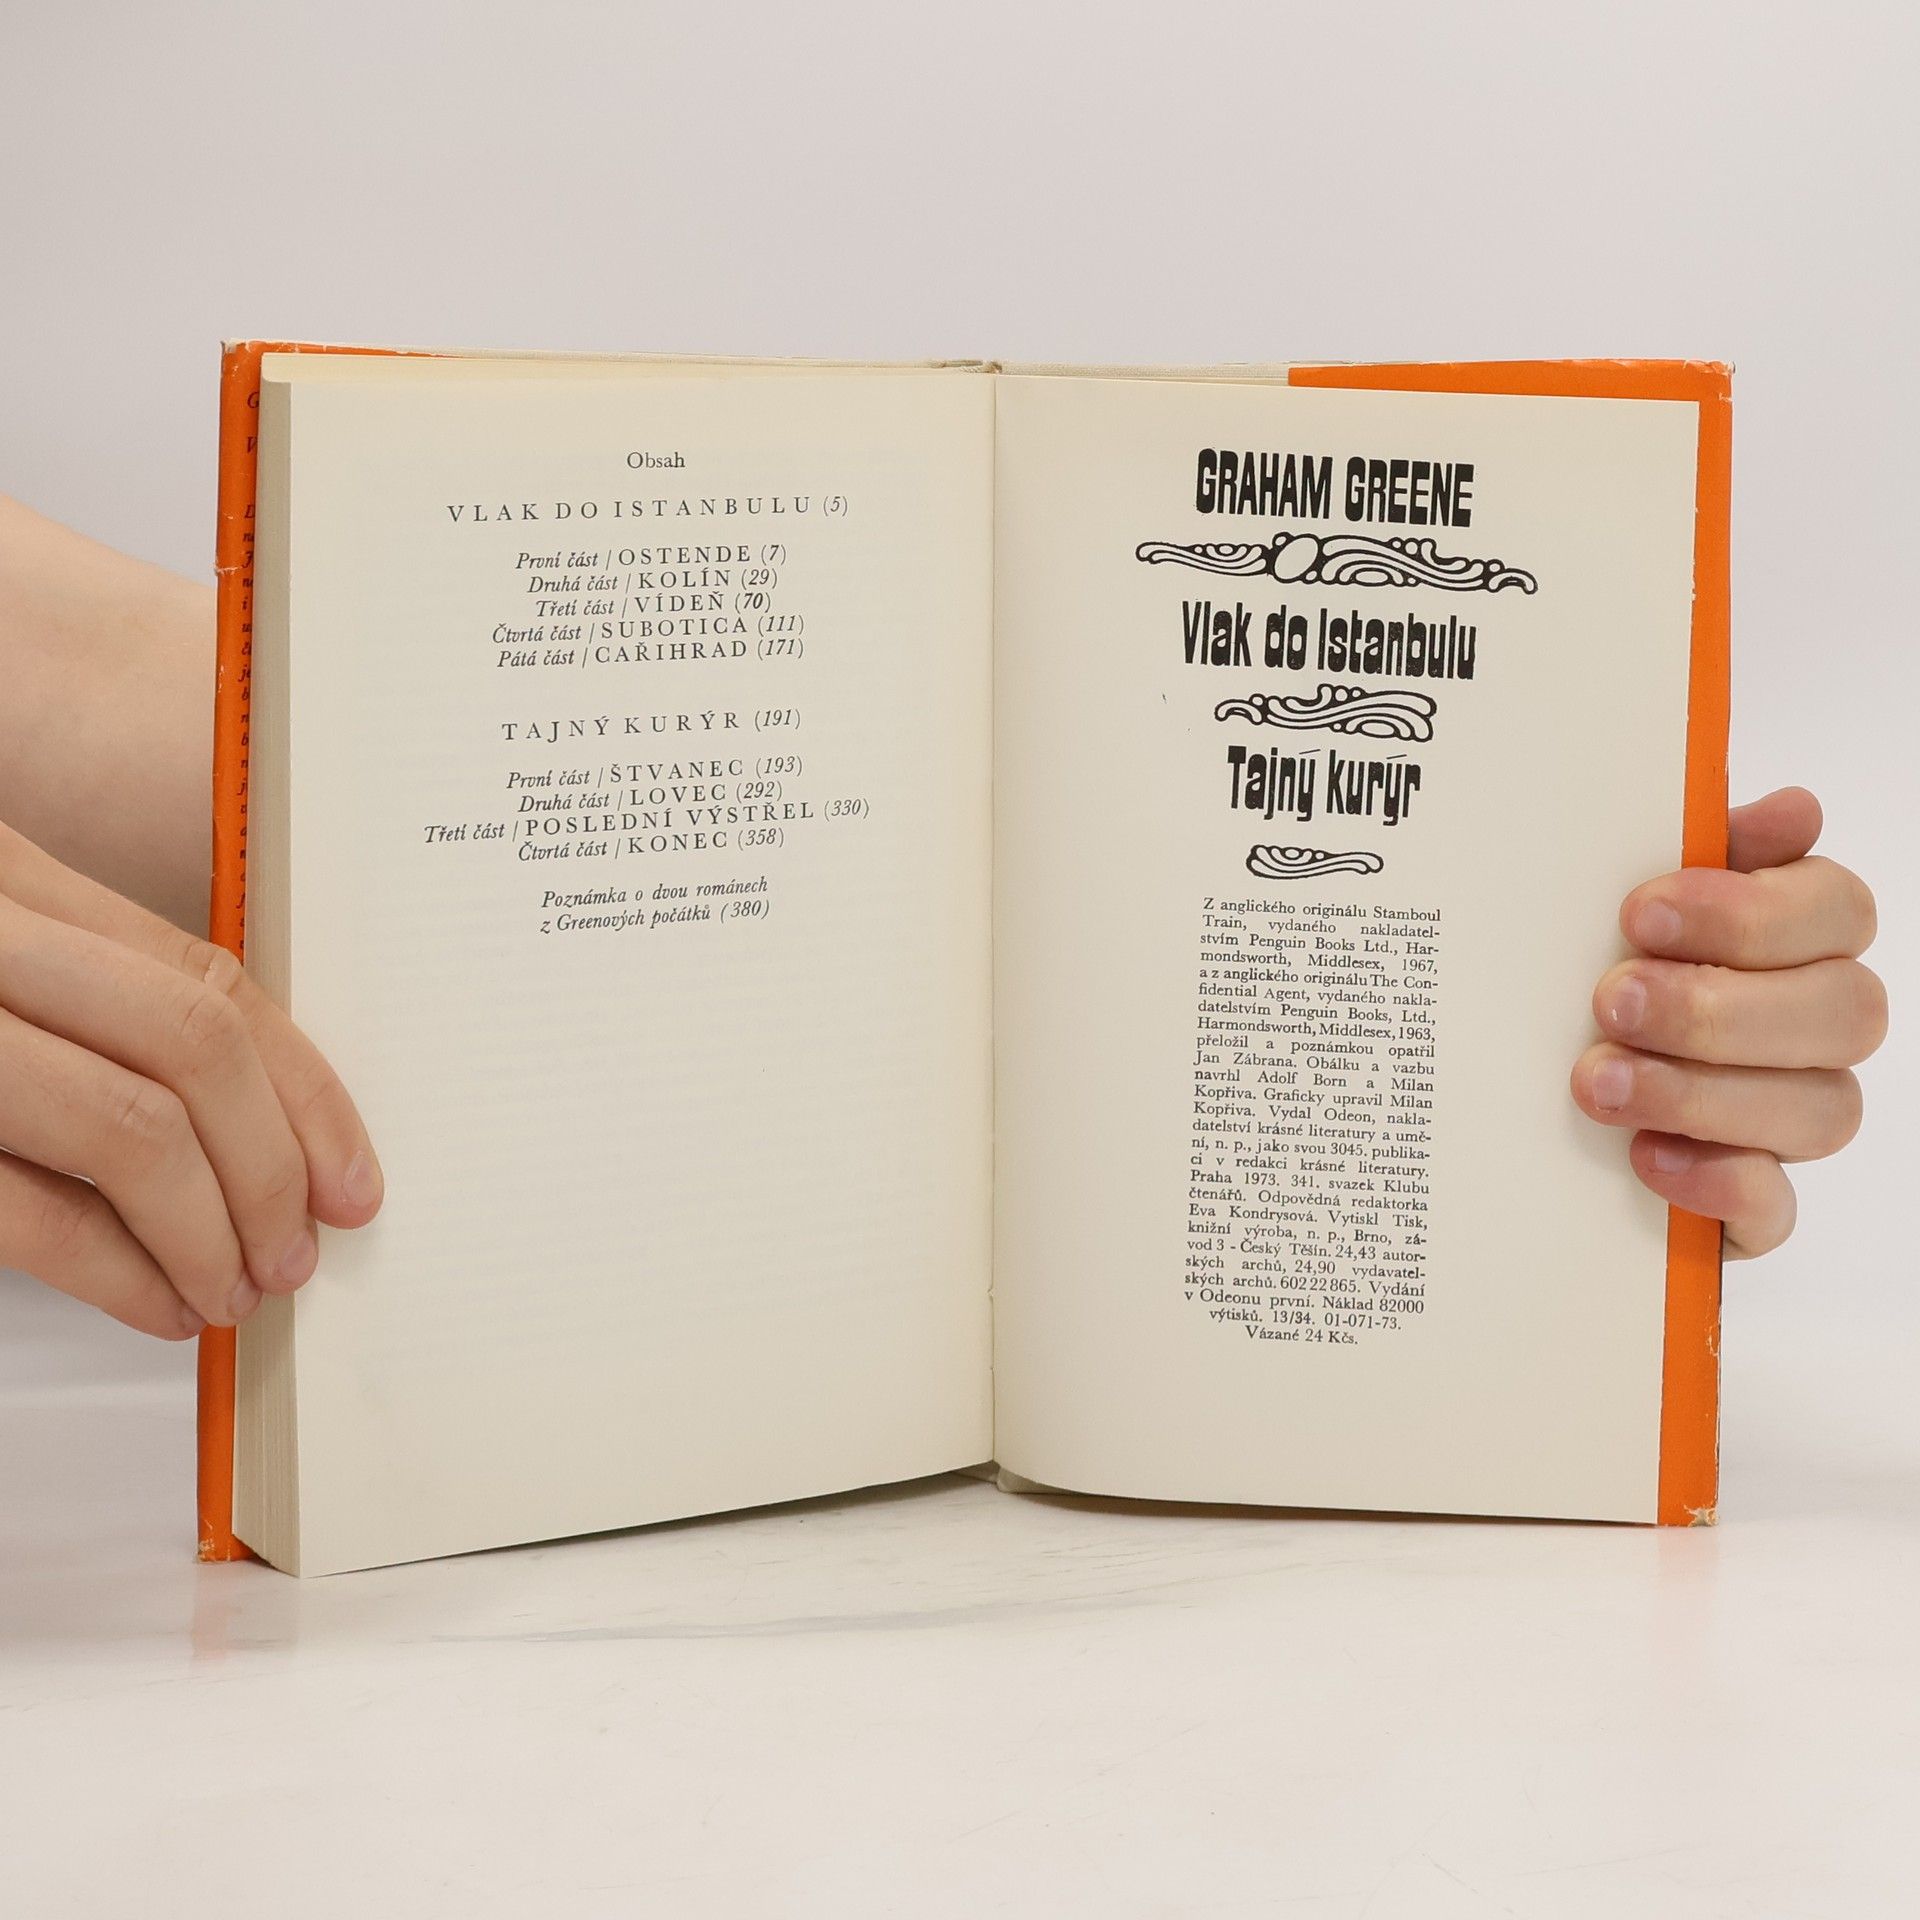 Obsah
VLAK DO ISTANBULU (5)
První část / OSTENDE (7)
Druhá část / KOLÍN (29)
Třetí část / VÍDEŇ (70)
Čtvrtá část / SUBOTICA (111)
Pátá část / CAŘIHRAD (171)
TAJNÝ KURÝR (191)
První část / ŠTVANEC (193)
Druhá část / LOVEC (292)
Třetí část / POSLEDNÍ VÝSTŘEL (330)
Čtvrtá část / KONEC (358)
Poznámka o dvou románech
z Greenových počátků (380)
GRAHAM GREENE
Vlak do Istanbulu
Tajný kurýr
Z anglického originálu Stamboul
Train, vydaného nakladatel-
stvím Penguin Books Ltd., Har-
mondsworth, Middlesex, 1967,
a z anglického originálu The Con-
fidential Agent, vydaného nakla-
datelstvím Penguin Books, Ltd.,
Harmondsworth, Middlesex, 1963,
přeložil a poznámkou opatřil
Jan Zábrana. Obálku a vazbu
navrhl Adolf Born a Milan
Kopřiva. Graficky upravil Milan
Kopřiva. Vydal Odeon, nakla-
datelství krásné literatury a umě-
ní, n. p., jako svou 3045. publika-
ci v redakci krásné literatury.
Praha 1973. 341. svazek Klubu
čtenářů. Odpovědná redaktorka
Eva Kondrysová. Vytiskl Tisk,
knižní výroba, n. p., Brno, zá-
vod 3 - Český Těšín. 24,43 autor-
ských archů, 24,90 vydavatel-
ských archů. 602 22 865. Vydání
v Odeonu první. Náklad 82000
výtisků. 13/34. 01-071-73.
Vázané 24 Kčs.